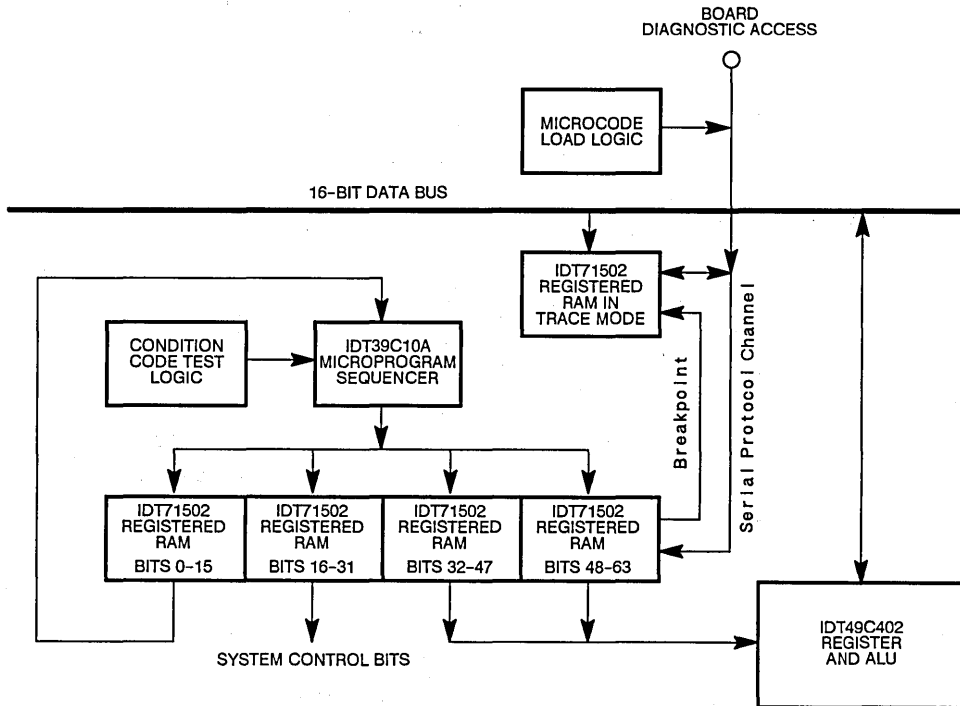 BOARD
DIAGNOSTIC ACCESS
MICROCODE
LOAD LOGIC
16-BIT DATA BUS
IDT71502
REGISTERED
RAM IN
TRACE MODE
CONDITION
CODE TEST
LOGIC
IDT39C10A
MICROPROGRAM
SEQUENCER
Breakpoint
Serial Protocol Channel
IDT71502
REGISTERED
RAM
BITS 0-15
IDT71502
REGISTERED
RAM
BITS 16-31
IDT71502
REGISTERED
RAM
BITS 32-47
IDT71502
REGISTERED
RAM
BITS 48-63
SYSTEM CONTROL BITS
IDT49C402
REGISTER
AND ALU